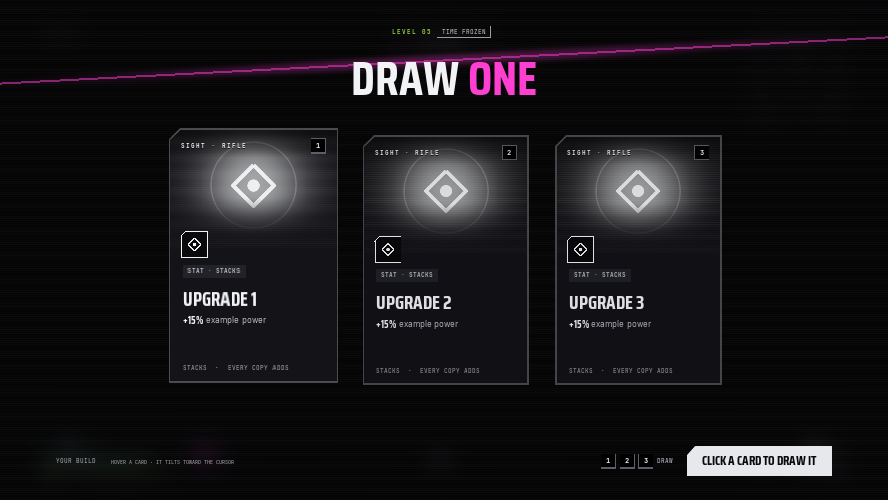 LEVEL 05 TIME FROZEN
DRAW ONE
SIGHT · RIFLE 1
STAT · STACKS
UPGRADE 1
+15% example power
STACKS · EVERY COPY ADDS
SIGHT · RIFLE 2
STAT · STACKS
UPGRADE 2
+15% example power
STACKS · EVERY COPY ADDS
SIGHT · RIFLE 3
STAT · STACKS
UPGRADE 3
+15% example power
STACKS · EVERY COPY ADDS
YOUR BUILD HOVER A CARD · IT TILTS TOWARD THE CURSOR
1 2 3 DRAW
CLICK A CARD TO DRAW IT